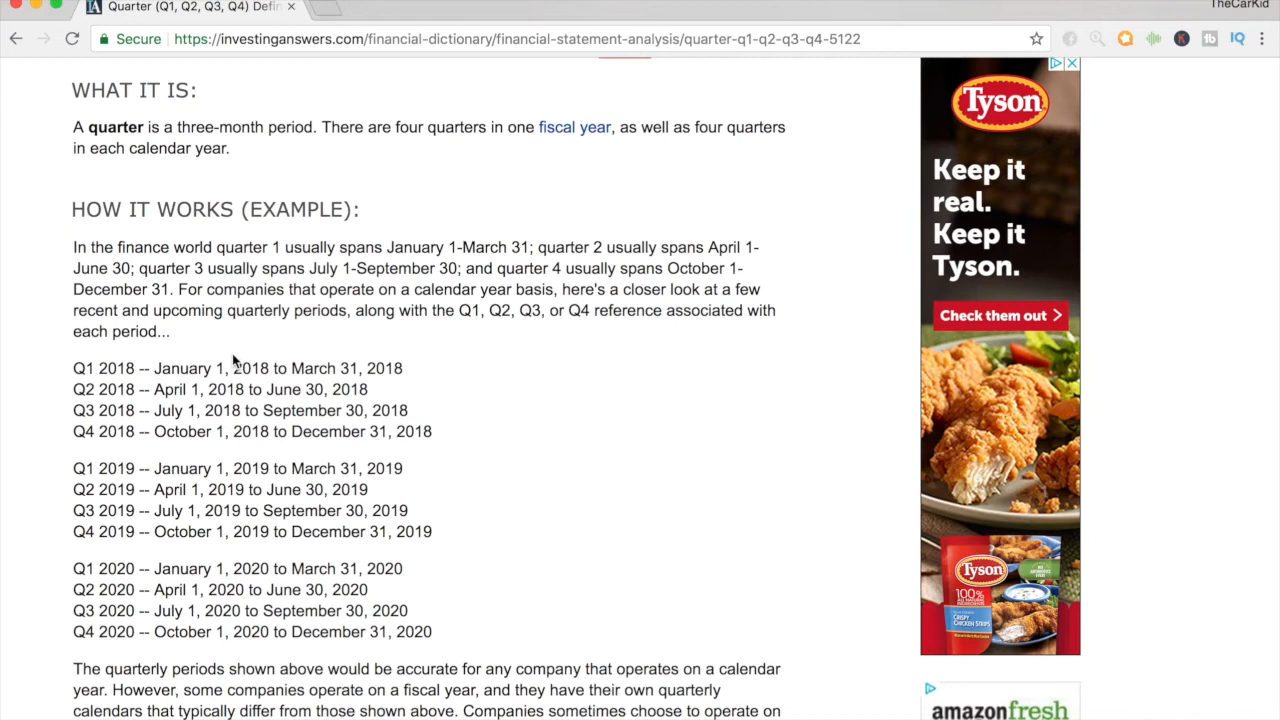 TheCarKid
Quarter (Q1, Q2, Q3, Q4) Defin
Secure https://investinganswers.com/financial-dictionary/financial-statement-analysis/quarter-q1-q2-q3-q4-5122
WHAT IT IS:
A quarter is a three-month period. There are four quarters in one fiscal year, as well as four quarters
in each calendar year.
HOW IT WORKS (EXAMPLE):
In the finance world quarter 1 usually spans January 1-March 31; quarter 2 usually spans April 1-
June 30; quarter 3 usually spans July 1-September 30; and quarter 4 usually spans October 1-
December 31. For companies that operate on a calendar year basis, here's a closer look at a few
recent and upcoming quarterly periods, along with the Q1, Q2, Q3, or Q4 reference associated with
each period...
Q1 2018 -- January 1, 2018 to March 31, 2018
Q2 2018 -- April 1, 2018 to June 30, 2018
Q3 2018 -- July 1, 2018 to September 30, 2018
Q4 2018 -- October 1, 2018 to December 31, 2018
Q1 2019 -- January 1, 2019 to March 31, 2019
Q2 2019 -- April 1, 2019 to June 30, 2019
Q3 2019 -- July 1, 2019 to September 30, 2019
Q4 2019 -- October 1, 2019 to December 31, 2019
Q1 2020 -- January 1, 2020 to March 31, 2020
Q2 2020 -- April 1, 2020 to June 30, 2020
Q3 2020 -- July 1, 2020 to September 30, 2020
Q4 2020 -- October 1, 2020 to December 31, 2020
The quarterly periods shown above would be accurate for any company that operates on a calendar
year. However, some companies operate on a fiscal year, and they have their own quarterly
calendars that typically differ from those shown above. Companies sometimes choose to operate on
Tyson
Keep it
real.
Keep it
Tyson.
Check them out
Tyson
100%
ALL NATURAL
CRISPY
CHICKEN STRIPS
amazonfresh